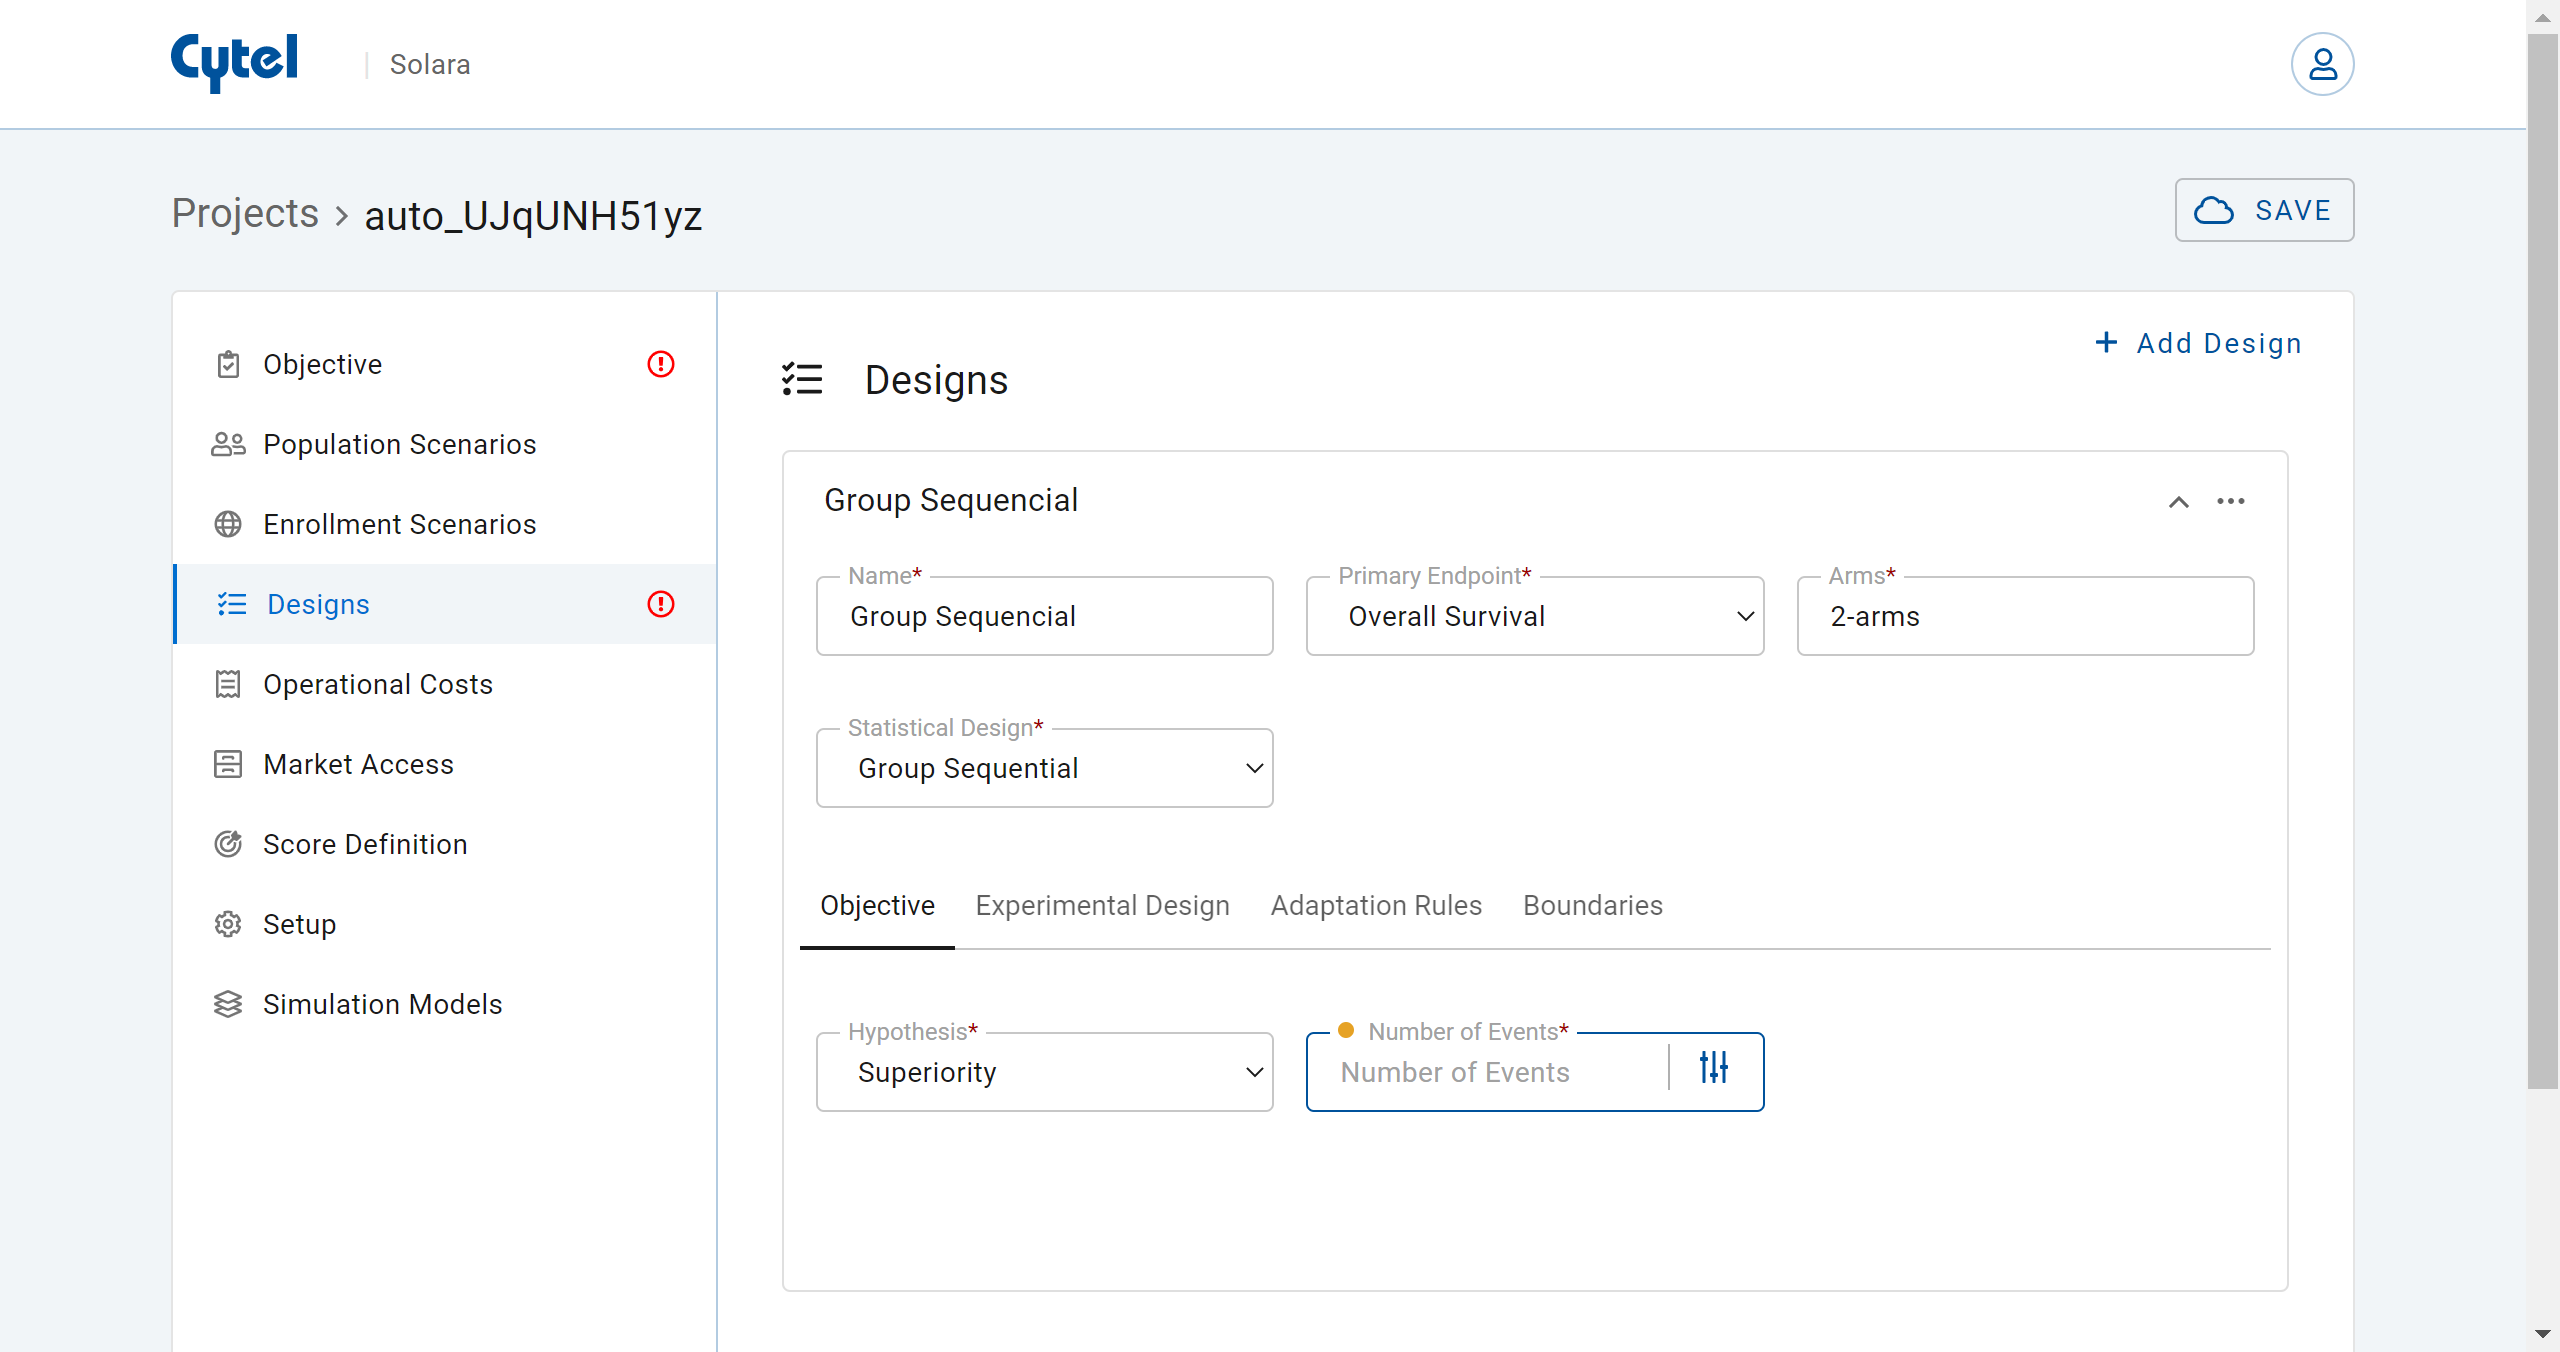 Cytel | Solara
Projects > auto_UJqUNH51yz
SAVE
Objective
Population Scenarios
Enrollment Scenarios
Designs
Operational Costs
Market Access
Score Definition
Setup
Simulation Models
+ Add Design
Designs
Group Sequencial
Name* Primary Endpoint* Arms*
Group Sequencial Overall Survival 2-arms
Statistical Design*
Group Sequential
Objective Experimental Design Adaptation Rules Boundaries
Hypothesis* Number of Events*
Superiority Number of Events